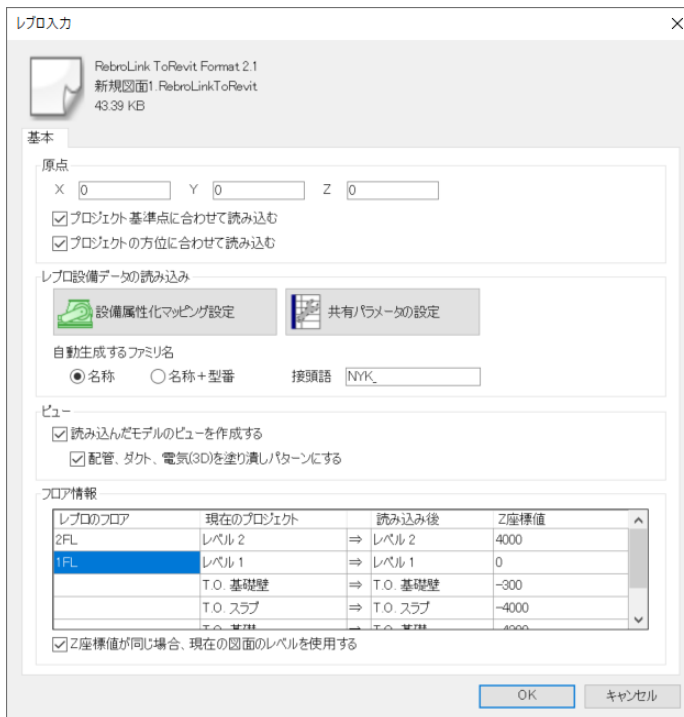 レブロ入力
RebroLink ToRevit Format 2.1
新規図面1.RebroLinkToRevit
43.39 KB
基本
原点
X 0 Y 0 Z 0
プロジェクト基準点に合わせて読み込む
プロジェクトの方位に合わせて読み込む
レブロ設備データの読み込み
設備属性化マッピング設定 共有パラメータの設定
自動生成するファミリ名
名称 名称+型番 接頭語 NYK_
ビュー
読み込んだモデルのビューを作成する
配管、ダクト、電気(3D)を塗り潰しパターンにする
フロア情報
レブロのフロア 現在のプロジェクト 読み込み後 Z座標値
2FL レベル 2 ⇒ レベル 2 4000
1FL レベル 1 ⇒ レベル 1 0
T.O. 基礎壁 ⇒ T.O. 基礎壁 -300
T.O. スラブ ⇒ T.O. スラブ -4000
T.O. 基礎 ⇒ T.O. 基礎
Z座標値が同じ場合、現在の図面のレベルを使用する
OK キャンセル